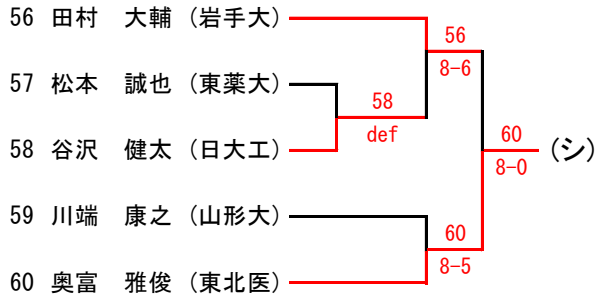 56 田村 大輔 (岩手大)
56
8-6
57 松本 誠也 (東薬大)
58
def
58 谷沢 健太 (日大工)
60
8-0
(シ)
59 川端 康之 (山形大)
60
8-5
60 奥富 雅俊 (東北医)